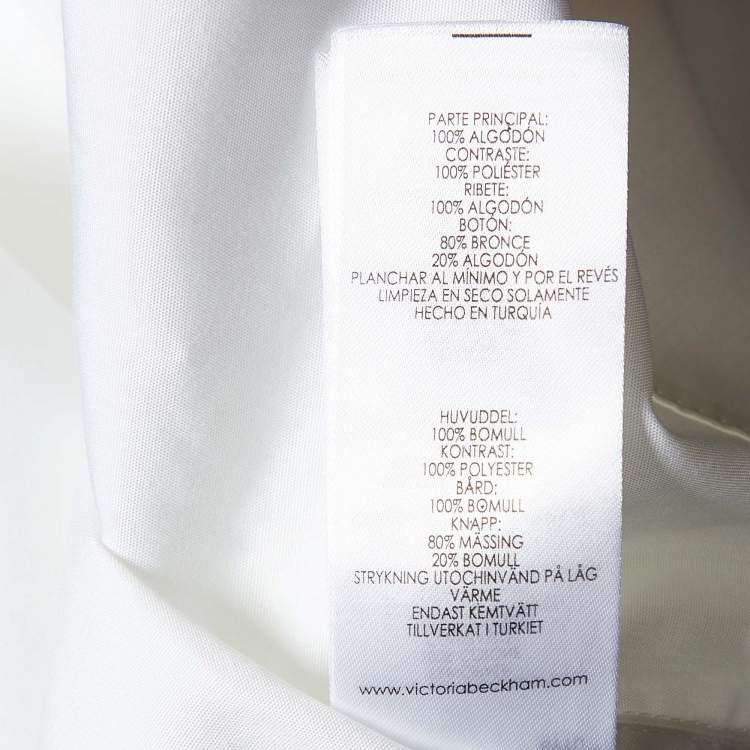 PARTE PRINCIPAL:
100% ALGODÓN
CONTRASTE:
100% POLIÉSTER
RIBETE:
100% ALGODÓN
BOTÓN:
80% BRONCE
20% ALGODÓN
PLANCHAR AL MÍNIMO Y POR EL REVÉS
LIMPIEZA EN SECO SOLAMENTE
HECHO EN TURQUÍA
HUVUDDEL:
100% BOMULL
KONTRAST:
100% POLYESTER
BÅRD:
100% BOMULL
KNAPP:
80% MÄSSING
20% BOMULL
STRYKNING UTOCHINVÄND PÅ LÅG
VÄRME
ENDAST KEMTVÄTT
TILLVERKAT I TURKIET
www.victoriabeckham.com